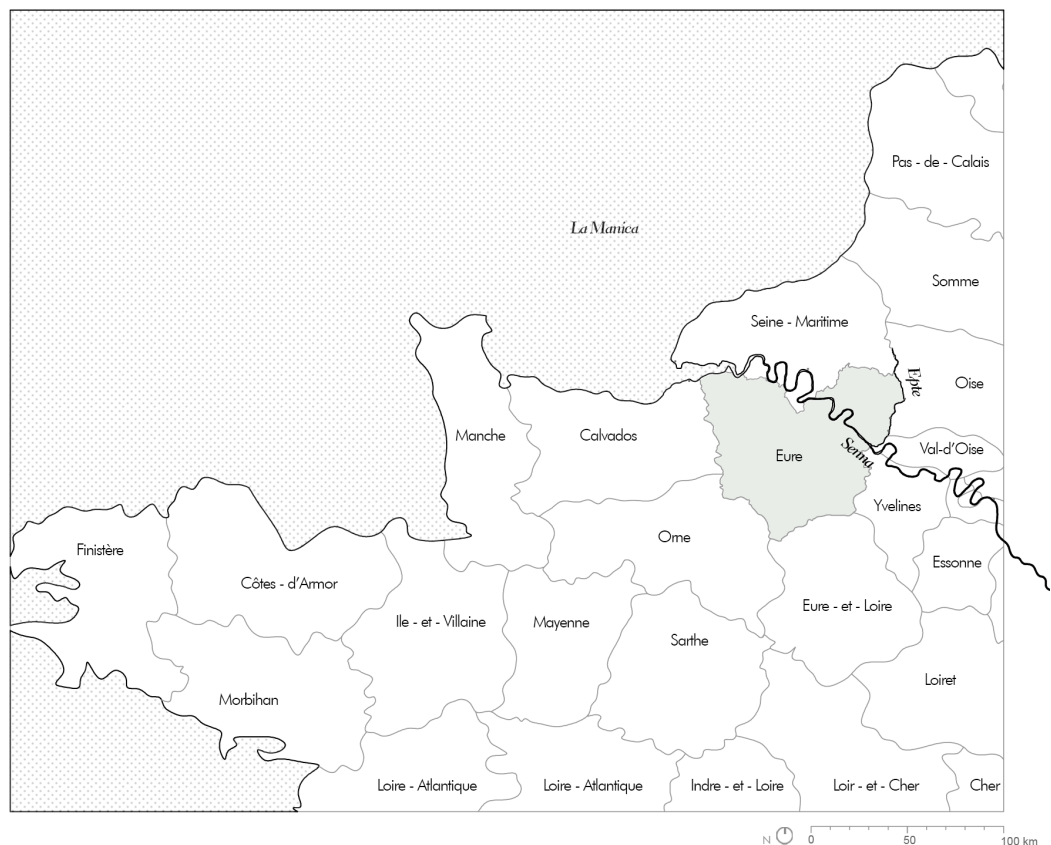 Pas - de - Calais
La Manica
Somme
Seine - Maritime
Epte
Oise
Manche
Calvados
Eure
Senna
Val-d'Oise
Yvelines
Orne
Finistère
Essonne
Côtes - d'Armor
Eure - et - Loire
Ile - et - Villaine
Mayenne
Sarthe
Loiret
Morbihan
Loire - Atlantique
Loire - Atlantique
Indre - et - Loire
Loir - et - Cher
Cher
N
0
50
100 km